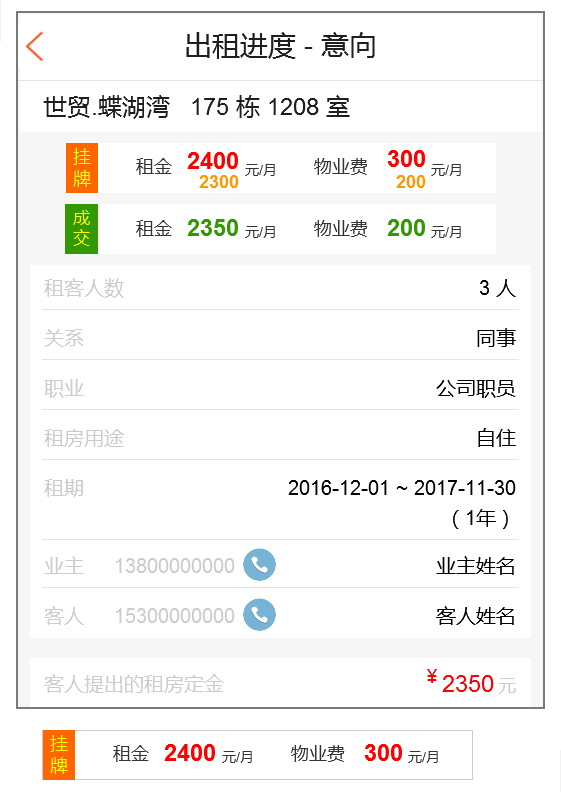 出租进度 - 意向
世贸.蝶湖湾 175 栋 1208 室
挂牌 租金 2400 元/月 物业费 300 元/月
2300 200
成交 租金 2350 元/月 物业费 200 元/月
租客人数 3 人
关系 同事
职业 公司职员
租房用途 自住
租期 2016-12-01 ~ 2017-11-30
（ 1年 ）
业主 13800000000 业主姓名
客人 15300000000 客人姓名
客人提出的租房定金 ¥ 2350 元
挂牌 租金 2400 元/月 物业费 300 元/月